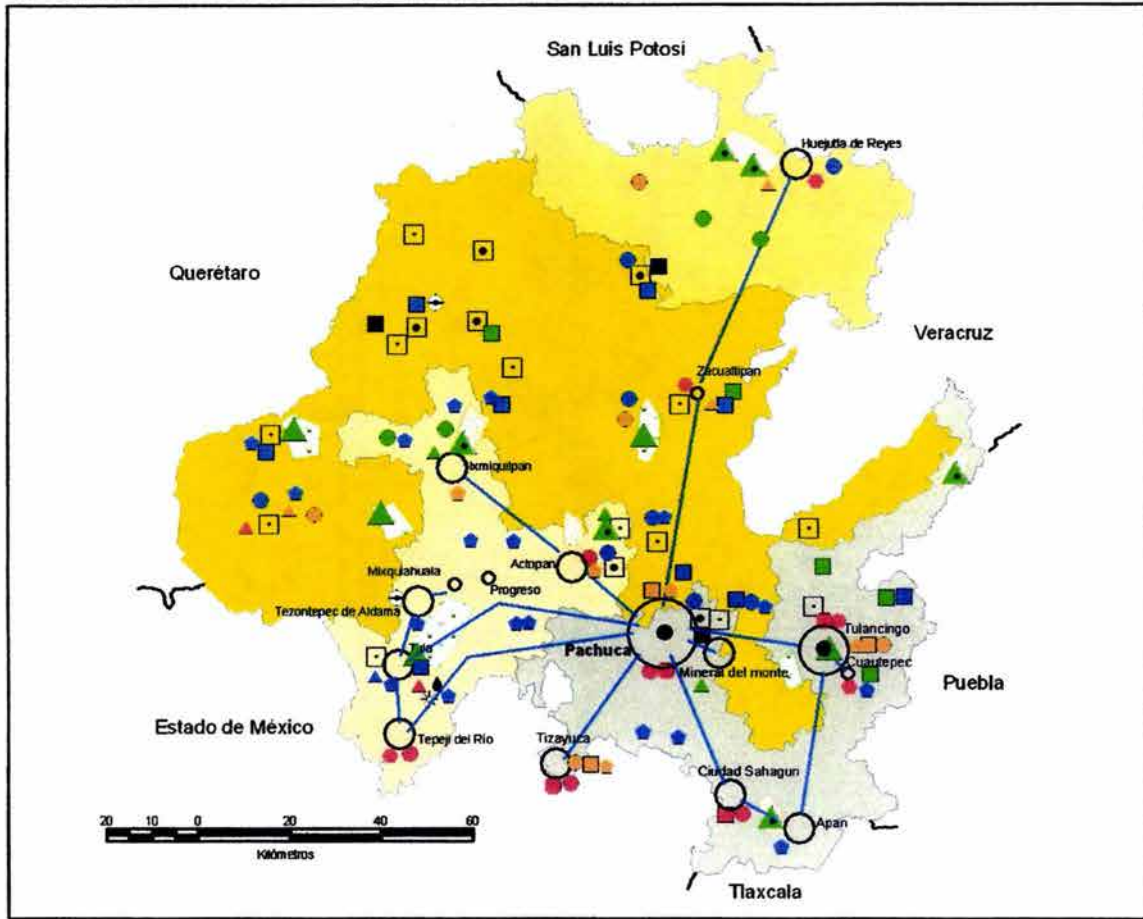 San Luis Potosi
Huejutla de Reyes
Querétaro
Veracruz
Zacualtipan
Ixmiquilpan
Actopan
Mixquiahuala
Progreso
Tezontepec de Aldama
Tulancingo
Tula
Pachuca
Cuautepec
Mineral del monte
Puebla
Estado de México
Tepeji del Río
Tizayuca
Ciudad Sahagun
Apan
20 10 0 20 40 60
Kilómetros
Tlaxcala